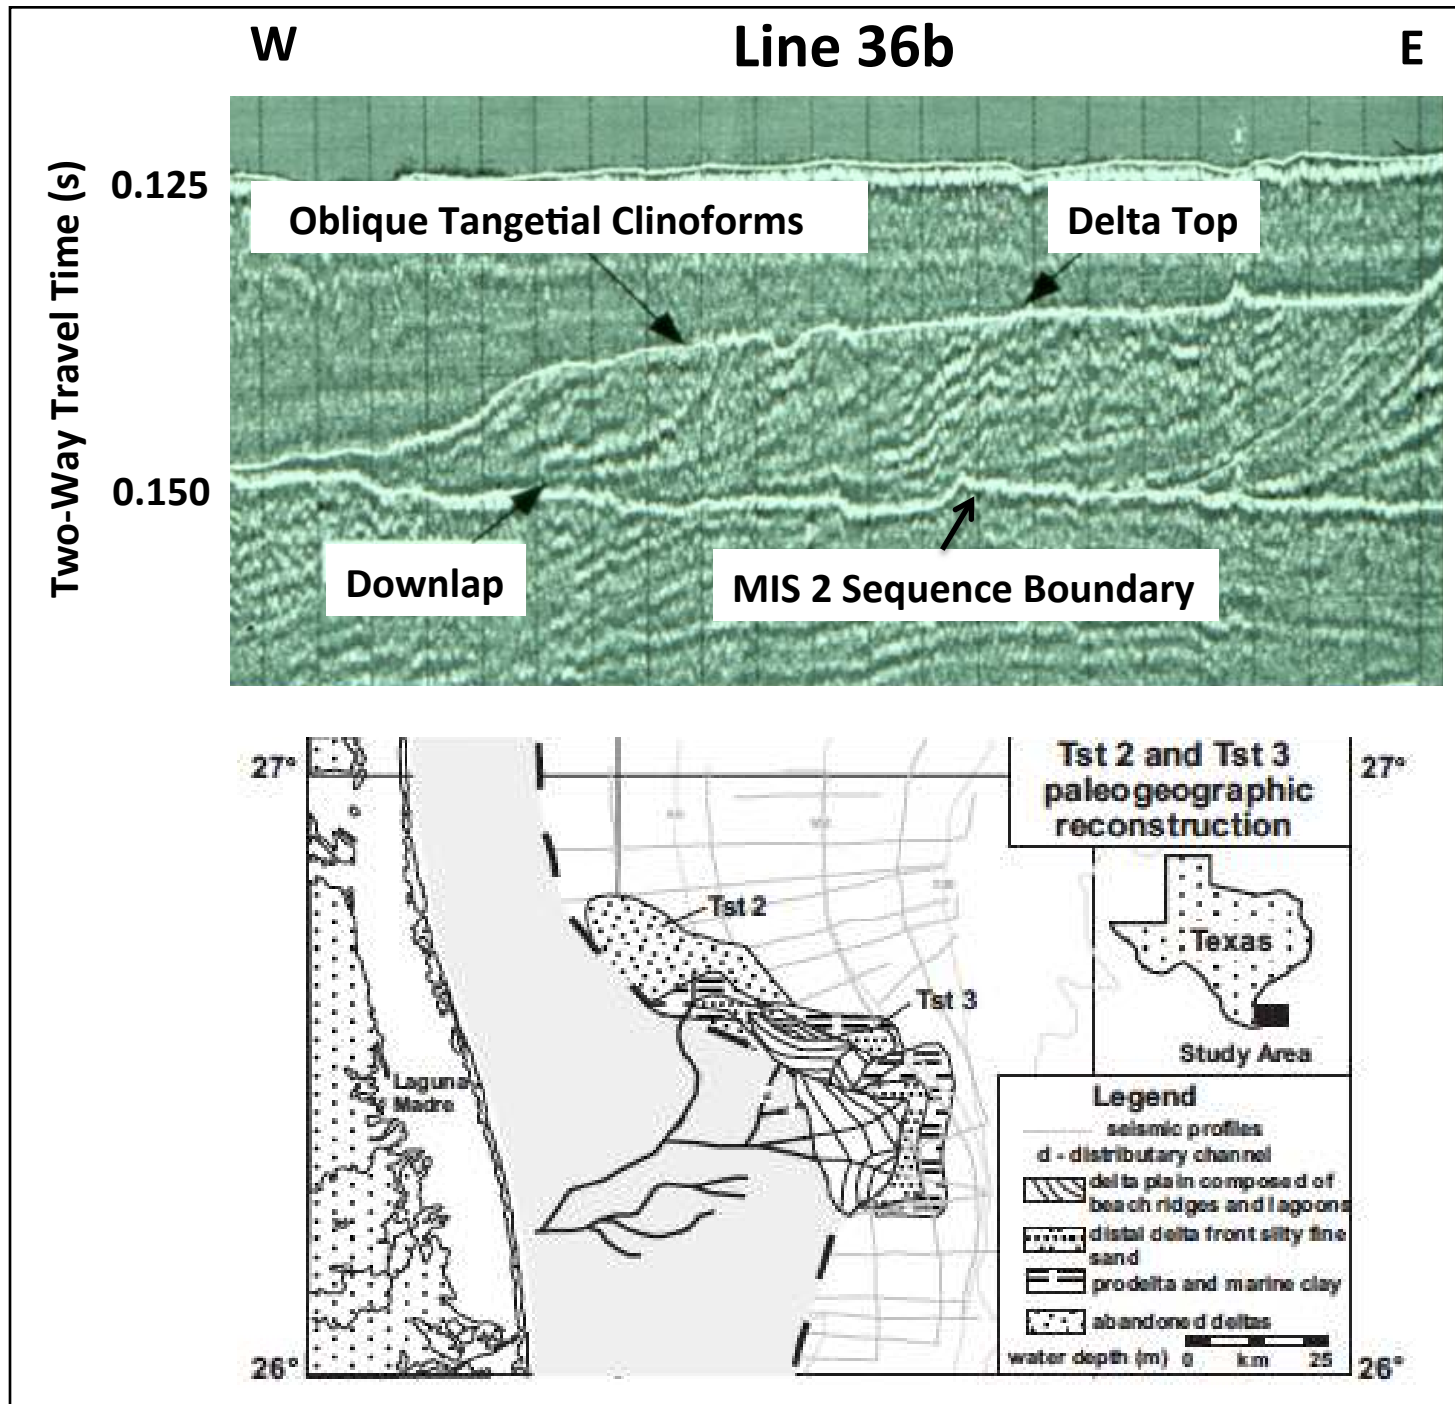 W
Line 36b
E
Two-Way Travel Time (s)
0.125
Oblique Tangetial Clinoforms
Delta Top
0.150
Downlap
MIS 2 Sequence Boundary
27°
Tst 2 and Tst 3
paleogeographic
reconstruction
27°
Tst 2
Texas
Tst 3
Study Area
Laguna
Madre
Legend
seismic profiles
d - distributary channel
delta plain composed of
beach ridges and lagoons
distal delta front silty fine
sand
prodelta and marine clay
abandoned deltas
water depth (m) 0 km 25
26°
26°